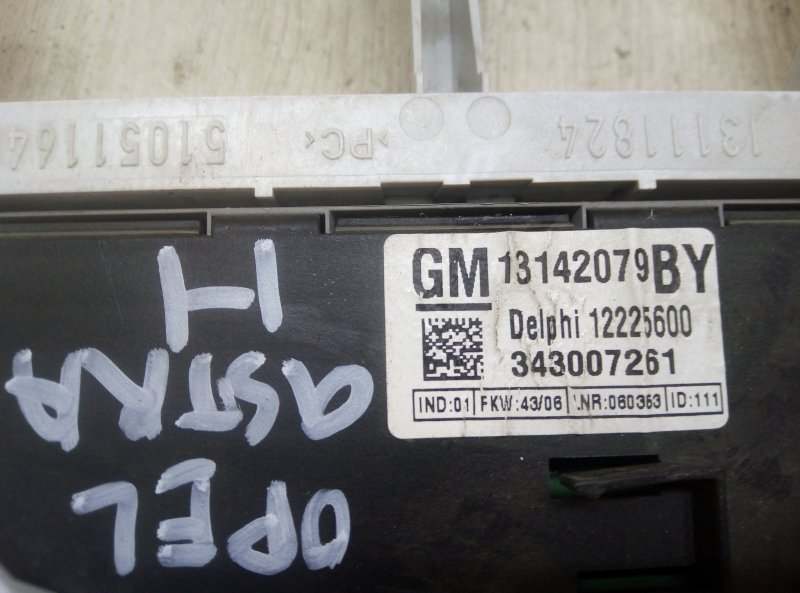 51051164 >PC< 13111824
GM 13142079 BY
Delphi 12225600
343007261
IND:01 FKW:43/06 NR:060363 ID:111
OPEL
ASTRA
H